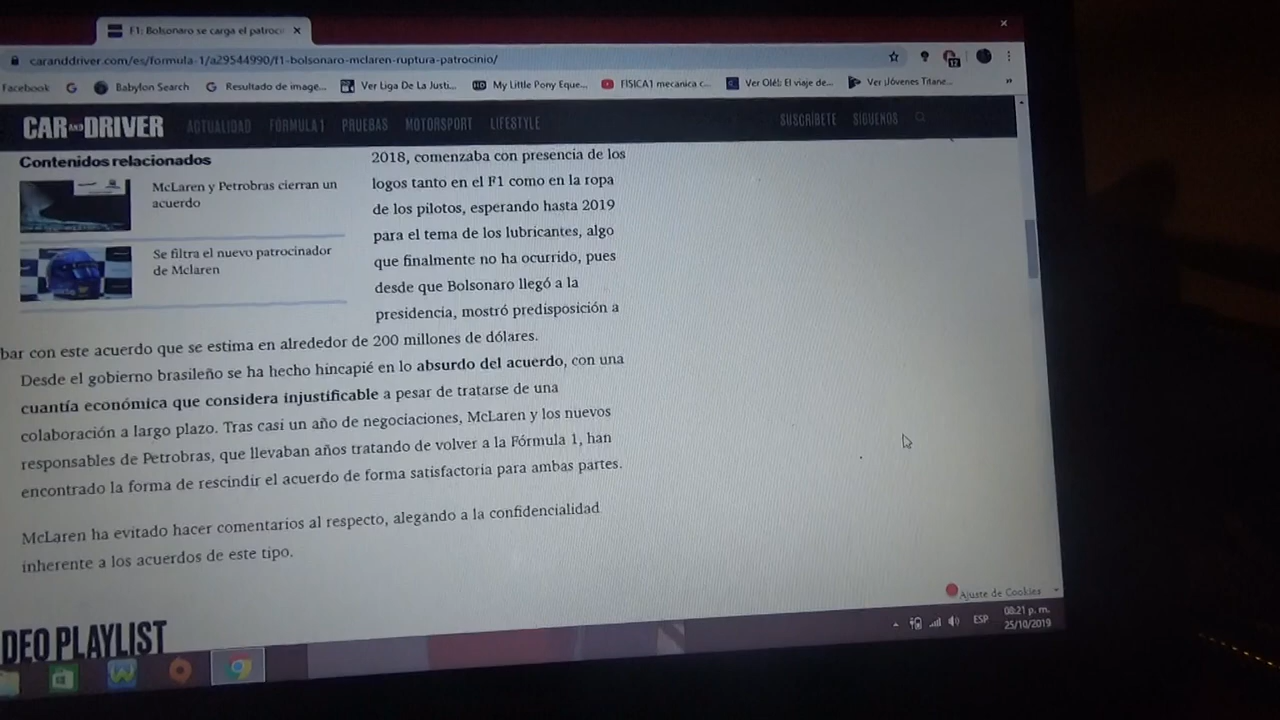 F1: Bolsonaro se carga el patroc
caranddriver.com/es/formula-1/a29544990/f1-bolsonaro-mclaren-ruptura-patrocinio/
12
Facebook
Babylon Search
Resultado de image...
Ver Liga De La Justi...
HD
My Little Pony Eque...
FISICA1 mecanica c...
Ver Olé!: El viaje de...
Ver Jóvenes Titane...
»
CAR AND DRIVER
ACTUALIDAD
FÓRMULA 1
PRUEBAS
MOTORSPORT
LIFESTYLE
SUSCRÍBETE
SÍGUENOS
Contenidos relacionados
McLaren y Petrobras cierran un
acuerdo
Se filtra el nuevo patrocinador
de Mclaren
2018, comenzaba con presencia de los
logos tanto en el F1 como en la ropa
de los pilotos, esperando hasta 2019
para el tema de los lubricantes, algo
que finalmente no ha ocurrido, pues
desde que Bolsonaro llegó a la
presidencia, mostró predisposición a
bar con este acuerdo que se estima en alrededor de 200 millones de dólares.
Desde el gobierno brasileño se ha hecho hincapié en lo absurdo del acuerdo, con una
cuantía económica que considera injustificable a pesar de tratarse de una
colaboración a largo plazo. Tras casi un año de negociaciones, McLaren y los nuevos
responsables de Petrobras, que llevaban años tratando de volver a la Fórmula 1, han
encontrado la forma de rescindir el acuerdo de forma satisfactoria para ambas partes.
McLaren ha evitado hacer comentarios al respecto, alegando a la confidencialidad
inherente a los acuerdos de este tipo.
DEO PLAYLIST
Ajuste de Cookies
ESP
08:21 p. m.
25/10/2019